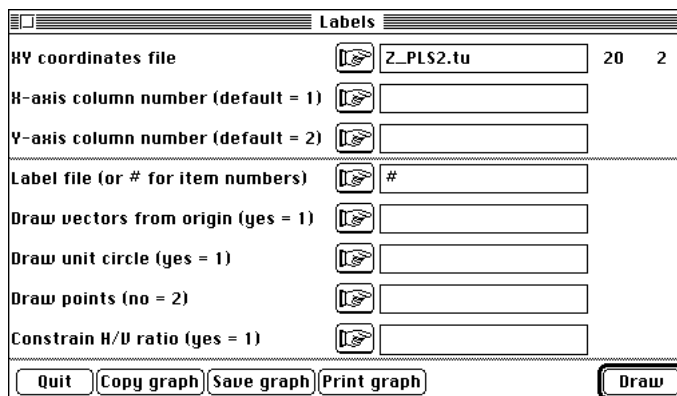 Labels
XY coordinates file Z_PLS2.tu 20 2
X-axis column number (default = 1)
Y-axis column number (default = 2)
Label file (or # for item numbers) #
Draw vectors from origin (yes = 1)
Draw unit circle (yes = 1)
Draw points (no = 2)
Constrain H/V ratio (yes = 1)
Quit Copy graph Save graph Print graph Draw